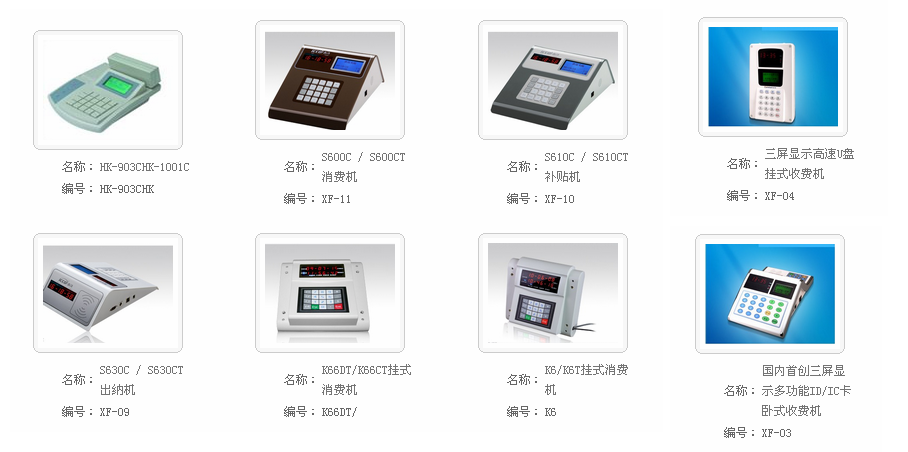 名称： HK-903CHK-1001C
编号： HK-903CHK
名称： S600C / S600CT
消费机
编号： XF-11
名称： S610C / S610CT
补贴机
编号： XF-10
名称： 三屏显示高速U盘
挂式收费机
编号： XF-04
名称： S630C / S630CT
出纳机
编号： XF-09
名称： K66DT/K66CT挂式
消费机
编号： K66DT/
名称： K6/K6T挂式消费
机
编号： K6
国内首创三屏显
名称： 示多功能ID/IC卡
卧式收费机
编号： XF-03